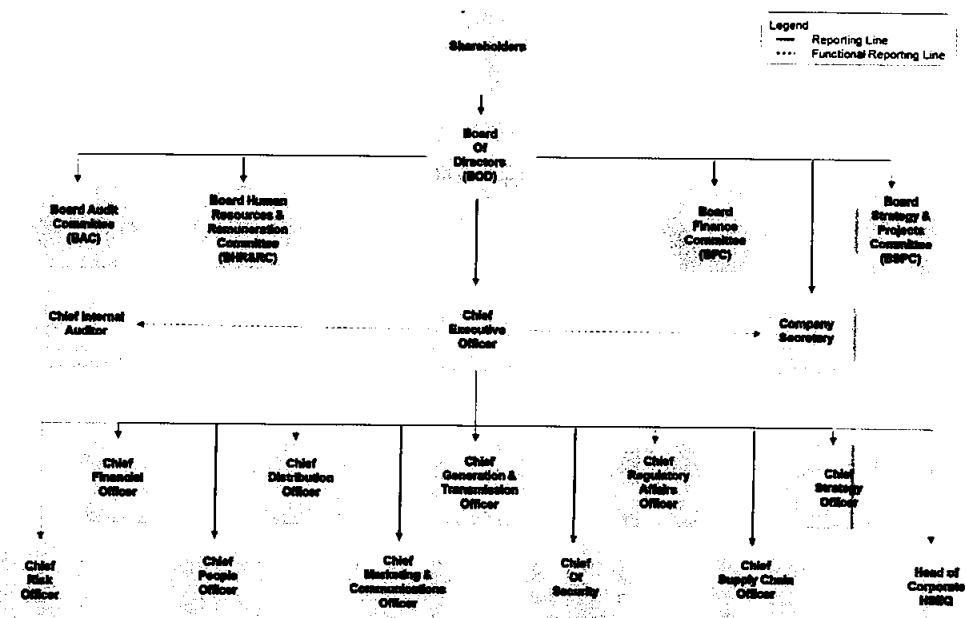 Legend
Reporting Line
Functional Reporting Line
Shareholders
Board
Of
Directors
(BOD)
Board Audit
Committee
(BAC)
Board Human
Resources &
Remuneration
Committee
(BHR&RC)
Board
Finance
Committee
(BFC)
Board
Strategy &
Projects
Committee
(BSPC)
Chief Internal
Auditor
Chief
Executive
Officer
Company
Secretary
Chief
Financial
Officer
Chief
Distribution
Officer
Chief
Generation &
Transmission
Officer
Chief
Regulatory
Affairs
Officer
Chief
Strategy
Officer
Chief
Risk
Officer
Chief
People
Officer
Chief
Marketing &
Communications
Officer
Chief
Of
Security
Chief
Supply Chain
Officer
Head of
Corporate
HSEQ